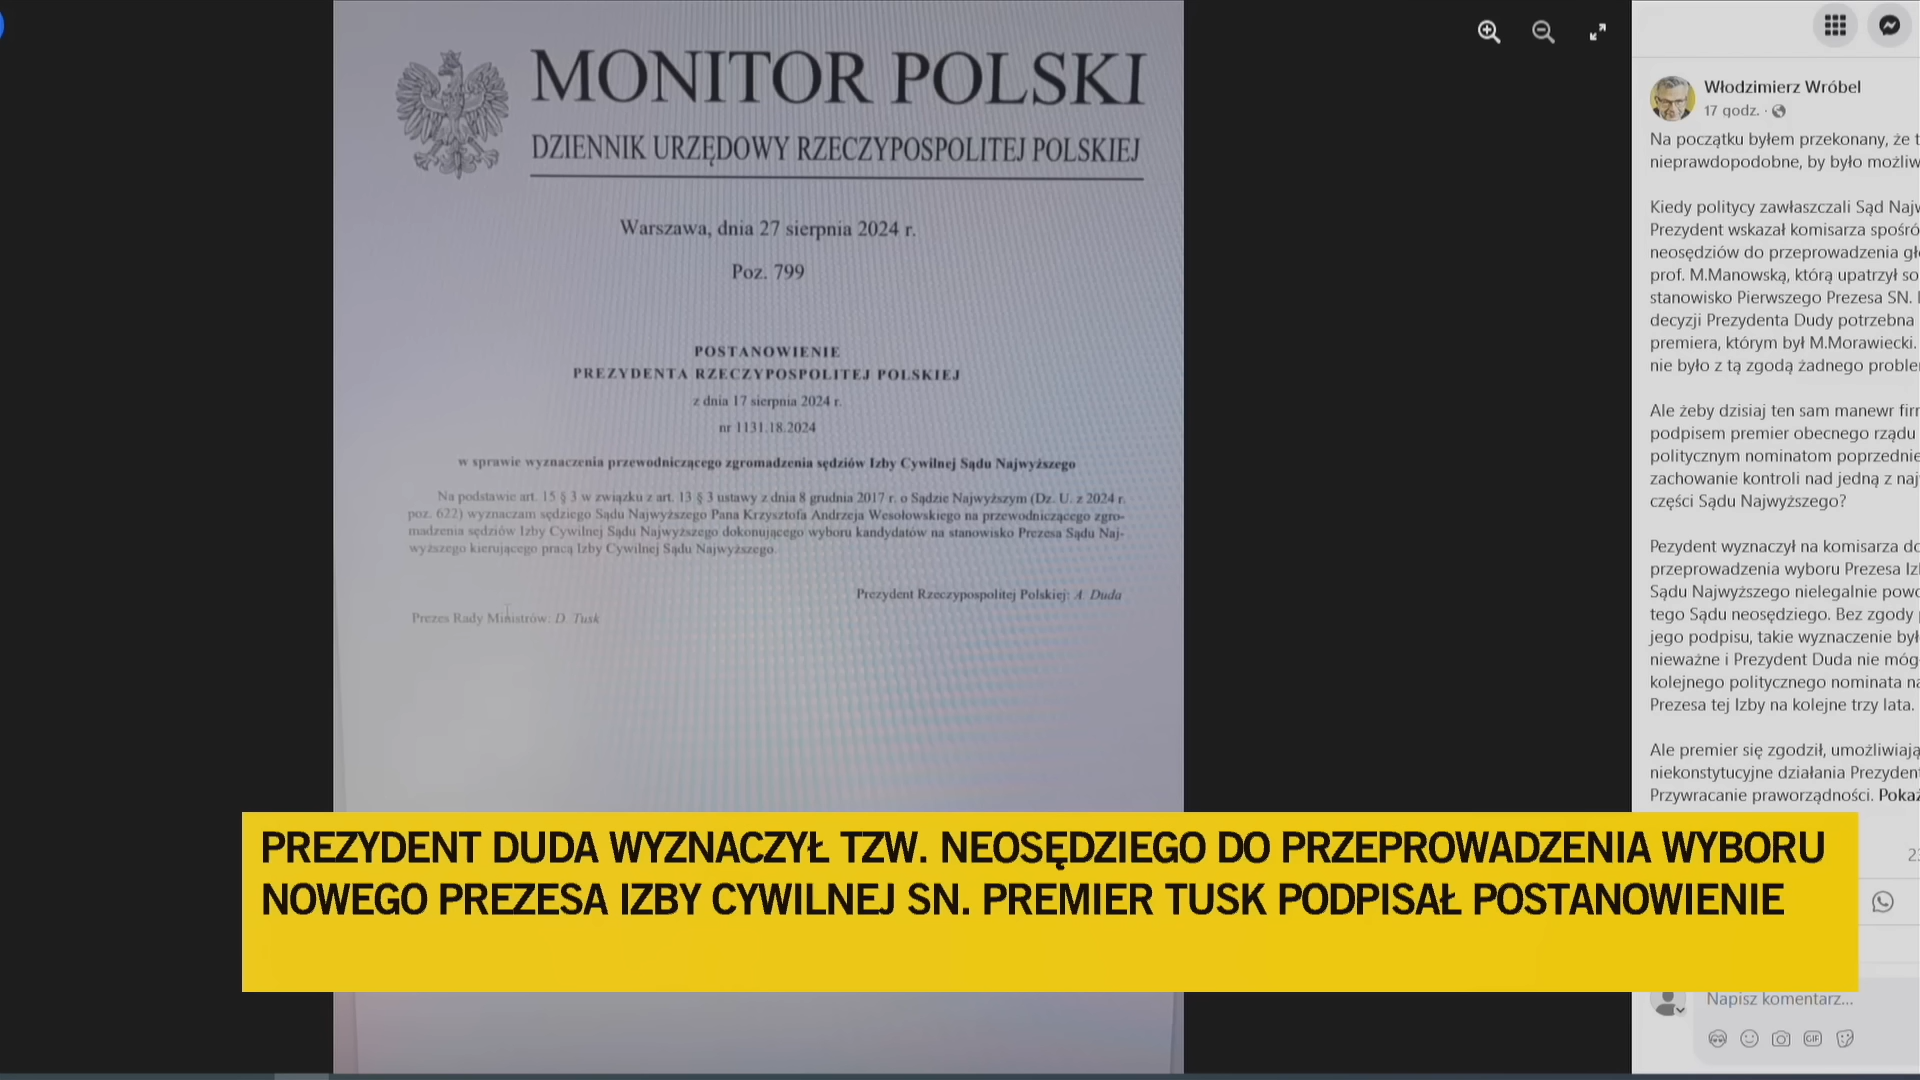 MONITOR POLSKI
DZIENNIK URZĘDOWY RZECZYPOSPOLITEJ POLSKIEJ
Warszawa, dnia 27 sierpnia 2024 r.
Poz. 799
POSTANOWIENIE
PREZYDENTA RZECZYPOSPOLITEJ POLSKIEJ
z dnia 17 sierpnia 2024 r.
nr 1131.18.2024
w sprawie wyznaczenia przewodniczącego zgromadzenia sędziów Izby Cywilnej Sądu Najwyższego
Na podstawie art. 15 § 3 w związku z art. 13 § 3 ustawy z dnia 8 grudnia 2017 r. o Sądzie Najwyższym (Dz. U. z 2024 r.
poz. 622) wyznaczam sędziego Sądu Najwyższego Pana Krzysztofa Andrzeja Wesołowskiego na przewodniczącego zgro-
madzenia sędziów Izby Cywilnej Sądu Najwyższego dokonującego wyboru kandydatów na stanowisko Prezesa Sądu Naj-
wyższego kierującego pracą Izby Cywilnej Sądu Najwyższego.
Prezydent Rzeczypospolitej Polskiej: A. Duda
Prezes Rady Ministrów: D. Tusk
Włodzimierz Wróbel
17 godz. ·
Na początku byłem przekonany, że t
nieprawdopodobne, by było możliw
Kiedy politycy zawłaszczali Sąd Najw
Prezydent wskazał komisarza spośró
neosędziów do przeprowadzenia gł
prof. M.Manowską, którą upatrzył so
stanowisko Pierwszego Prezesa SN.
decyzji Prezydenta Dudy potrzebna
premiera, którym był M.Morawiecki.
nie było z tą zgodą żadnego proble
Ale żeby dzisiaj ten sam manewr fir
podpisem premier obecnego rządu
politycznym nominatom poprzednie
zachowanie kontroli nad jedną z naj
części Sądu Najwyższego?
Pezydent wyznaczył na komisarza do
przeprowadzenia wyboru Prezesa Iz
Sądu Najwyższego nielegalnie powo
tego Sądu neosędziego. Bez zgody
jego podpisu, takie wyznaczenie był
nieważne i Prezydent Duda nie móg
kolejnego politycznego nominata na
Prezesa tej Izby na kolejne trzy lata.
Ale premier się zgodził, umożliwiają
niekonstytucyjne działania Prezyden
Przywracanie praworządności. Pokaż
PREZYDENT DUDA WYZNACZYŁ TZW. NEOSĘDZIEGO DO PRZEPROWADZENIA WYBORU
NOWEGO PREZESA IZBY CYWILNEJ SN. PREMIER TUSK PODPISAŁ POSTANOWIENIE
Napisz komentarz...
GIF